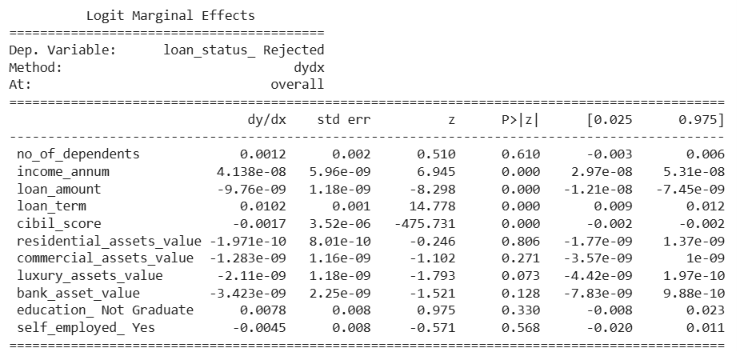 Logit Marginal Effects
=====================================
Dep. Variable: loan_status_ Rejected
Method: dydx
At: overall
==========================================================================================
dy/dx std err z P>|z| [0.025 0.975]
------------------------------------------------------------------------------------------
no_of_dependents 0.0012 0.002 0.510 0.610 -0.003 0.006
income_annum 4.138e-08 5.96e-09 6.945 0.000 2.97e-08 5.31e-08
loan_amount -9.76e-09 1.18e-09 -8.298 0.000 -1.21e-08 -7.45e-09
loan_term 0.0102 0.001 14.778 0.000 0.009 0.012
cibil_score -0.0017 3.52e-06 -475.731 0.000 -0.002 -0.002
residential_assets_value -1.971e-10 8.01e-10 -0.246 0.806 -1.77e-09 1.37e-09
commercial_assets_value -1.283e-09 1.16e-09 -1.102 0.271 -3.57e-09 1e-09
luxury_assets_value -2.11e-09 1.18e-09 -1.793 0.073 -4.42e-09 1.97e-10
bank_asset_value -3.423e-09 2.25e-09 -1.521 0.128 -7.83e-09 9.88e-10
education_ Not Graduate 0.0078 0.008 0.975 0.330 -0.008 0.023
self_employed_ Yes -0.0045 0.008 -0.571 0.568 -0.020 0.011
==========================================================================================